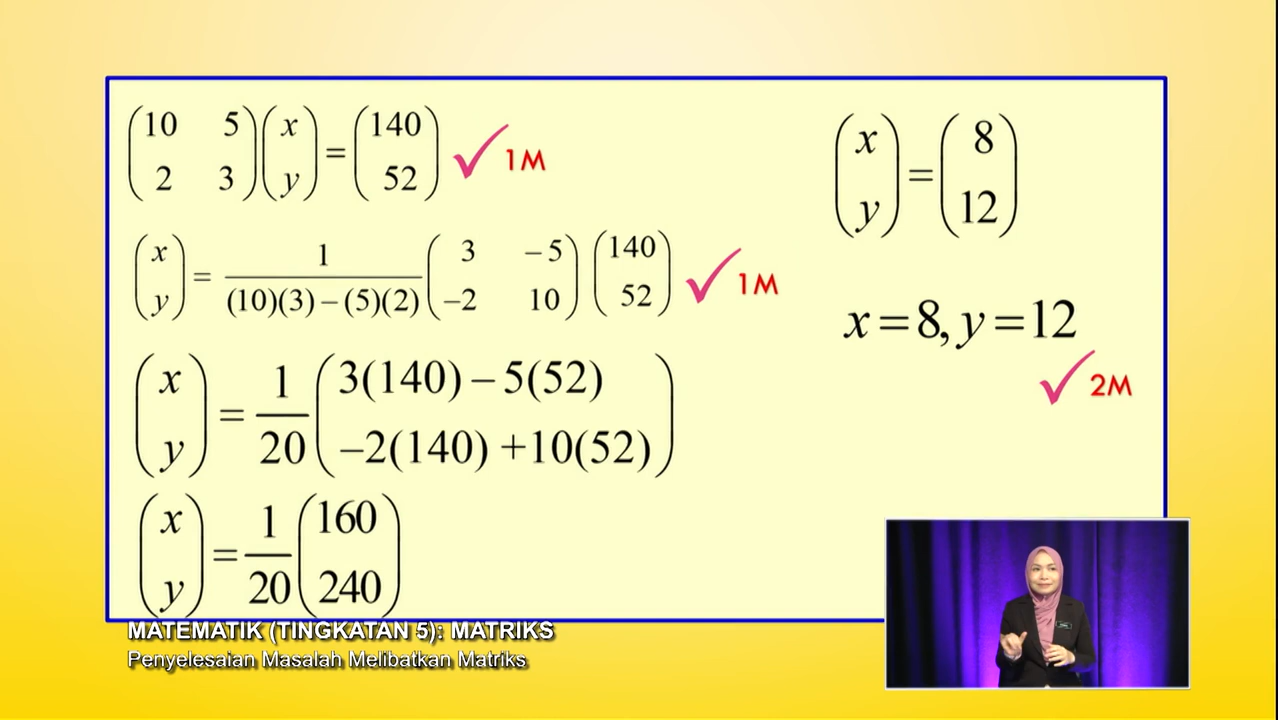 (10 5
2 3)(x
y) = (140
52) ✓ 1M
(x
y) = 1/((10)(3) – (5)(2)) (3 –5
–2 10)(140
52) ✓ 1M
(x
y) = 1/20 (3(140) – 5(52)
–2(140) +10(52))
(x
y) = 1/20 (160
240)
(x
y) = (8
12)
x = 8, y = 12
✓ 2M
MATEMATIK (TINGKATAN 5): MATRIKS
Penyelesaian Masalah Melibatkan Matriks